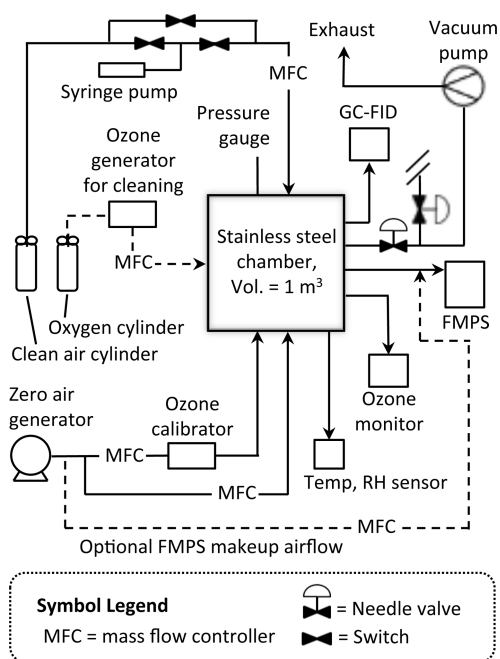 Exhaust
Vacuum
pump
MFC
Syringe pump
Pressure
gauge
GC-FID
Ozone
generator
for cleaning
MFC
Stainless steel
chamber,
Vol. = 1 m³
FMPS
Oxygen cylinder
Clean air cylinder
Ozone
monitor
Zero air
generator
Ozone
calibrator
MFC
MFC
Temp, RH sensor
MFC
Optional FMPS makeup airflow
Symbol Legend
= Needle valve
MFC = mass flow controller
= Switch